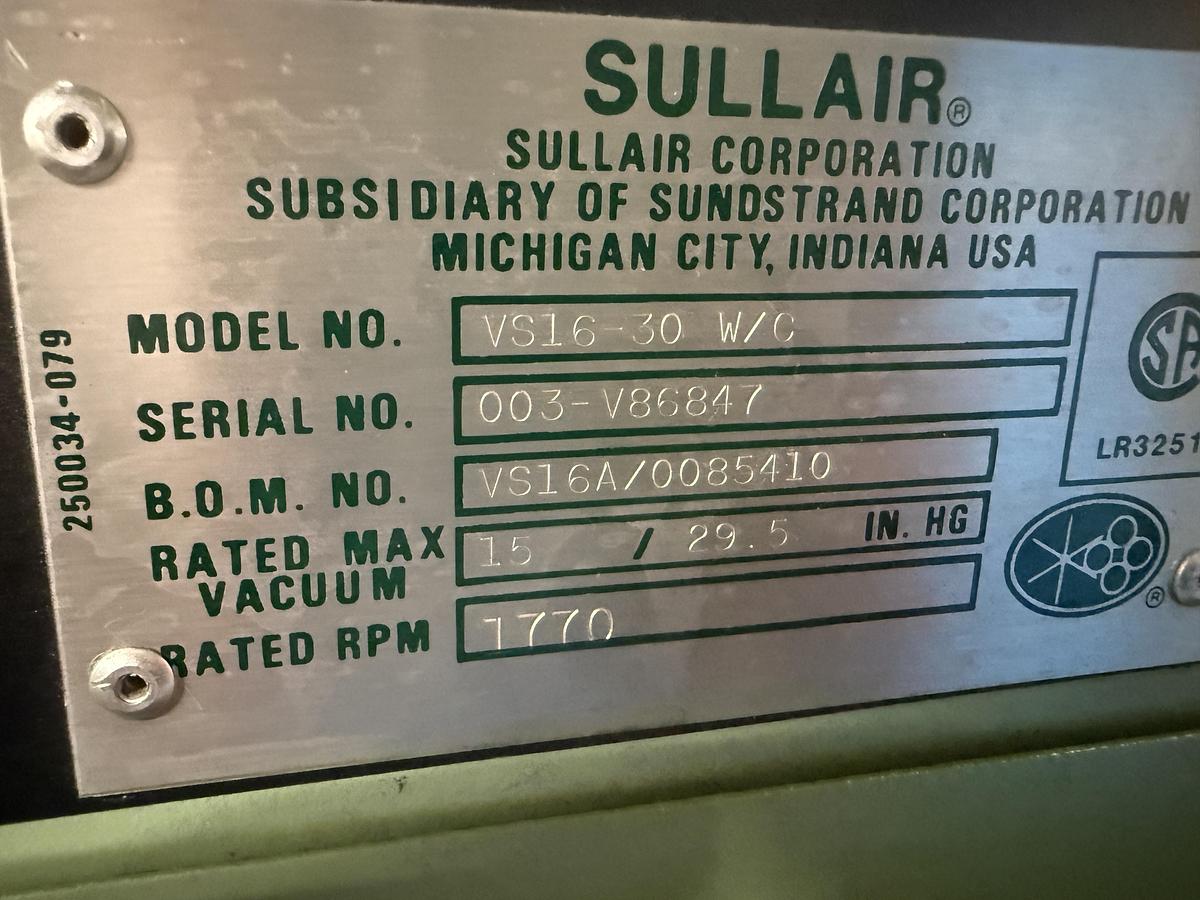 SULLAIR®
SULLAIR CORPORATION
SUBSIDIARY OF SUNDSTRAND CORPORATION
MICHIGAN CITY, INDIANA USA
MODEL NO. VS16-30 W/C
SERIAL NO. 003-V86847
B.O.M. NO. VS16A/0085410
RATED MAX VACUUM 15 / 29.5 IN. HG
RATED RPM 1770
250034-079
SA
LR3251
®